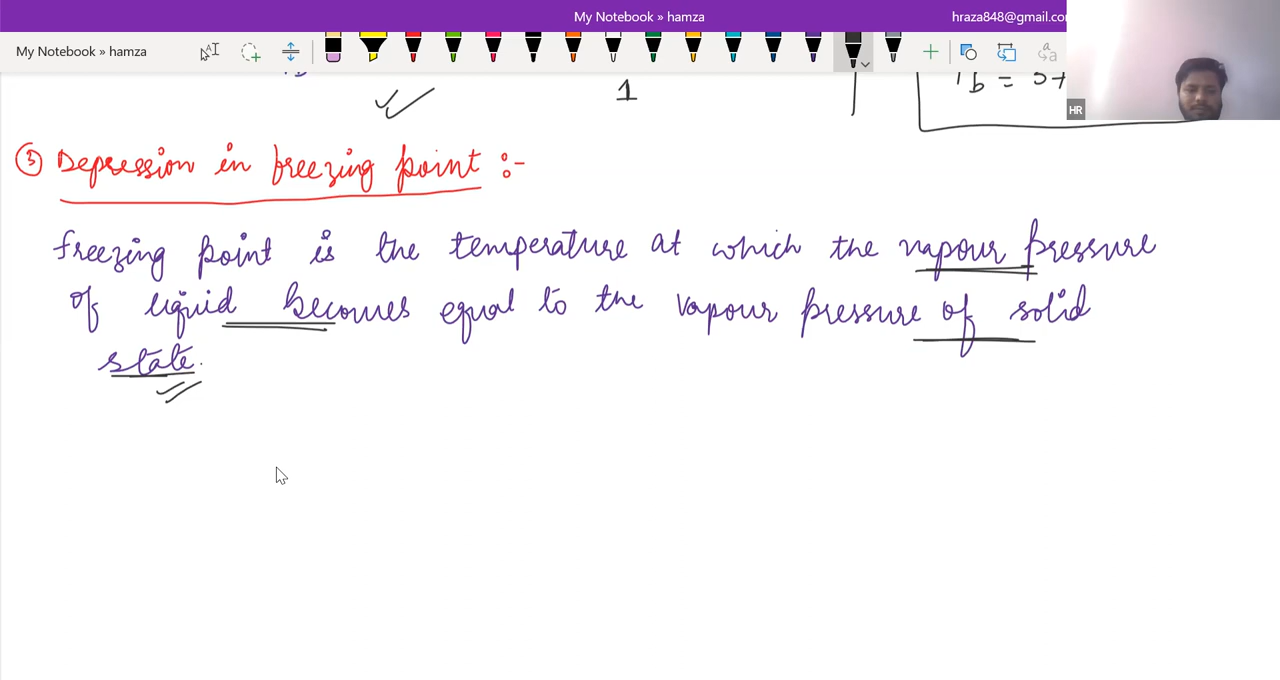 My Notebook » hamza
hraza848@gmail.co
My Notebook » hamza
HR
1
③ Depression in freezing point :-
freezing point is the temperature at which the vapour pressure
of liquid becomes equal to the vapour pressure of solid
state.